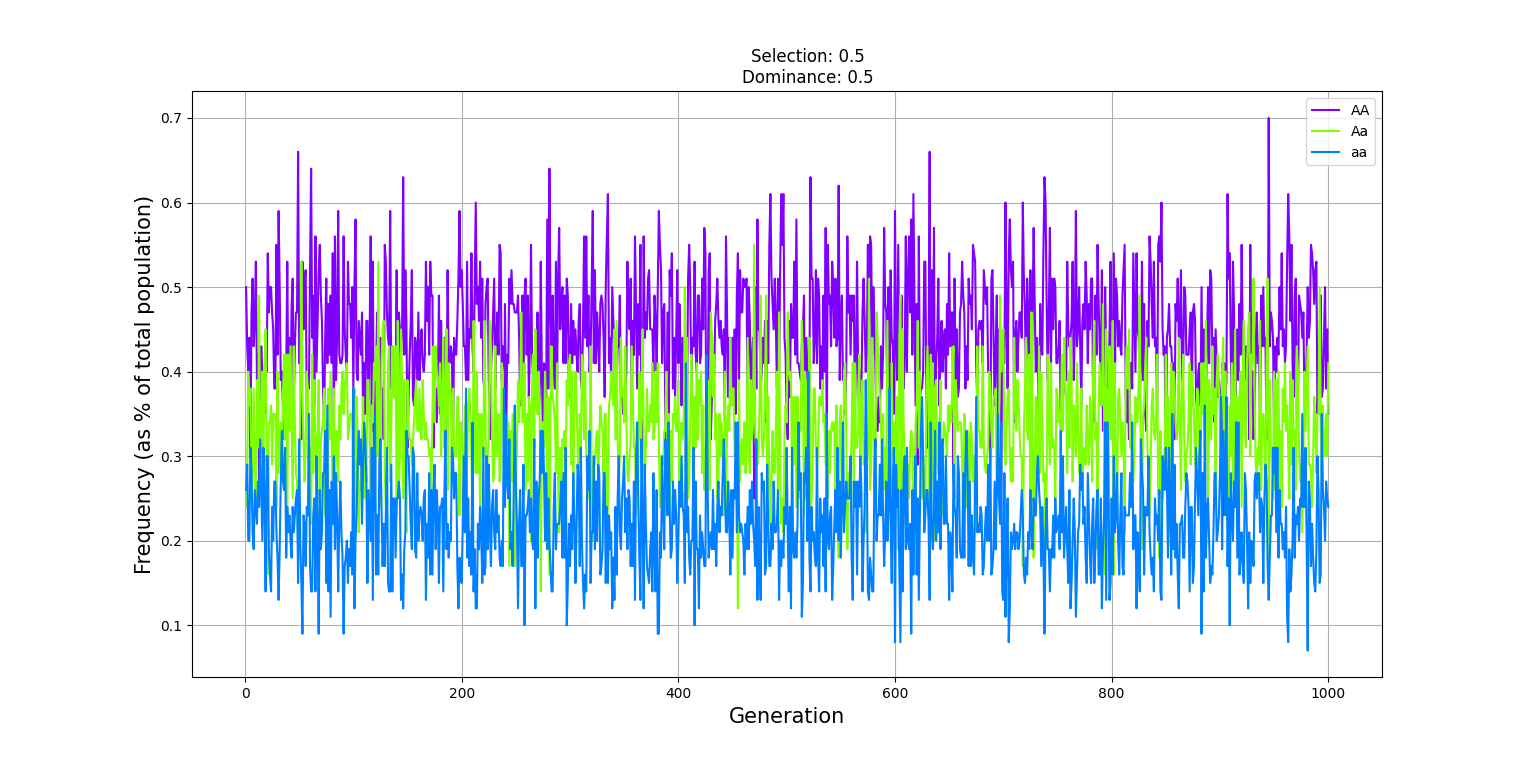 Selection: 0.5
Dominance: 0.5
AA
Aa
aa
Frequency (as % of total population)
0.7
0.6
0.5
0.4
0.3
0.2
0.1
0 200 400 600 800 1000
Generation